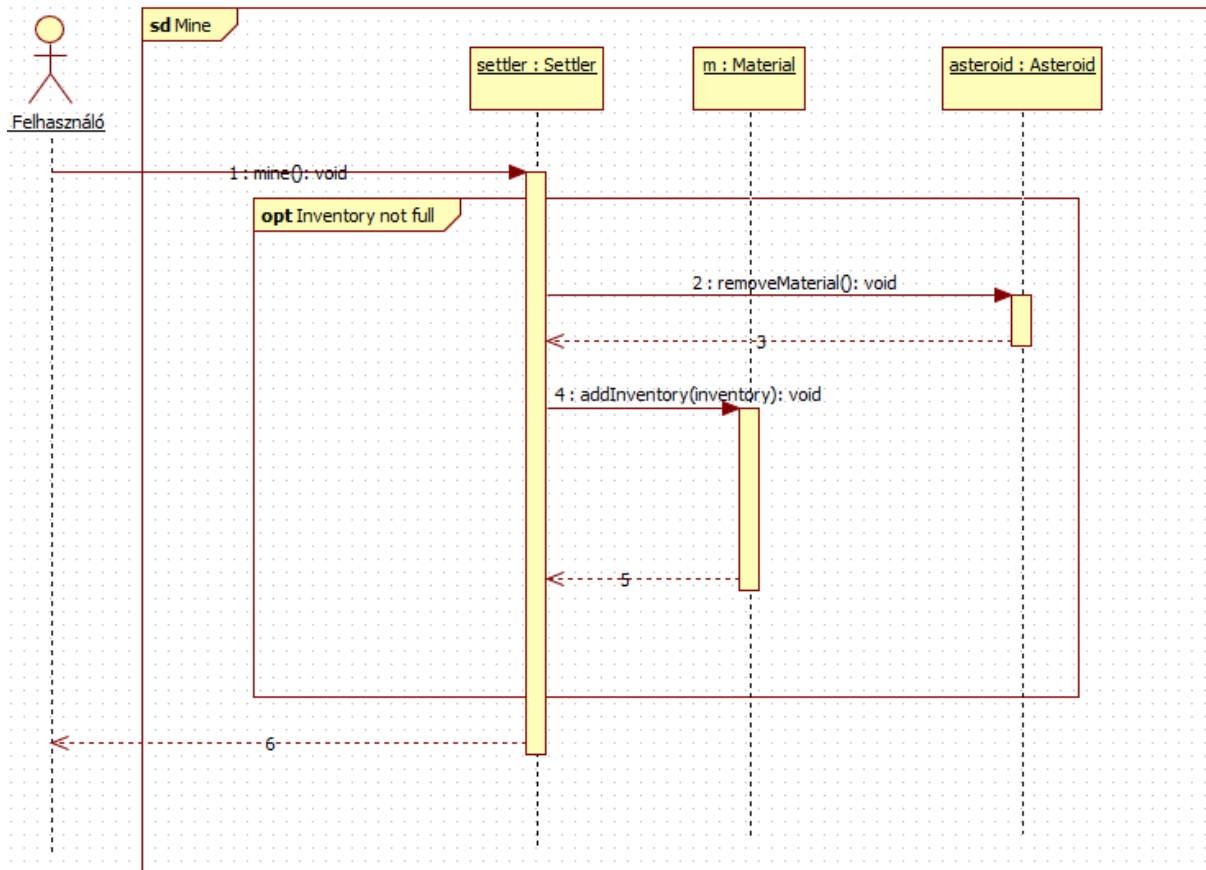 sd Mine
settler : Settler
m : Material
asteroid : Asteroid
Felhasználó
1 : mine(): void
opt Inventory not full
2 : removeMaterial(): void
3
4 : addInventory(inventory): void
5
6